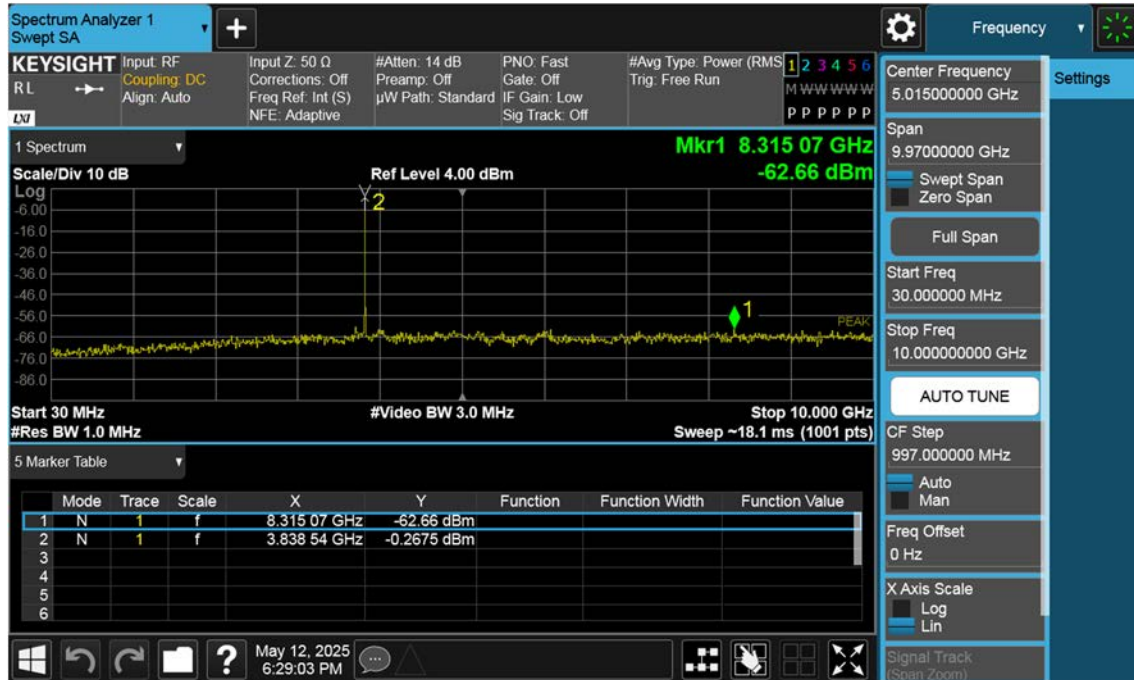 Spectrum Analyzer 1
Swept SA
+
Frequency
KEYSIGHT
RL
LXI
Input: RF
Coupling: DC
Align: Auto
Input Z: 50 Ω
Corrections: Off
Freq Ref: Int (S)
NFE: Adaptive
#Atten: 14 dB
Preamp: Off
µW Path: Standard
PNO: Fast
Gate: Off
IF Gain: Low
Sig Track: Off
#Avg Type: Power (RMS
Trig: Free Run
1 2 3 4 5 6
M W W W W W
P P P P P P
1 Spectrum
Scale/Div 10 dB
Ref Level 4.00 dBm
Mkr1 8.315 07 GHz
-62.66 dBm
Log
-6.00
-16.0
-26.0
-36.0
-46.0
-56.0
-66.0
-76.0
-86.0
2
1
PEAK
Start 30 MHz
#Video BW 3.0 MHz
Stop 10.000 GHz
#Res BW 1.0 MHz
Sweep ~18.1 ms (1001 pts)
5 Marker Table
Mode Trace Scale X Y Function Function Width Function Value
1 N 1 f 8.315 07 GHz -62.66 dBm
2 N 1 f 3.838 54 GHz -0.2675 dBm
3
4
5
6
?
May 12, 2025
6:29:03 PM
Center Frequency
5.015000000 GHz
Span
9.97000000 GHz
Swept Span
Zero Span
Full Span
Start Freq
30.000000 MHz
Stop Freq
10.000000000 GHz
AUTO TUNE
CF Step
997.000000 MHz
Auto
Man
Freq Offset
0 Hz
X Axis Scale
Log
Lin
Signal Track
(Span Zoom)
Settings